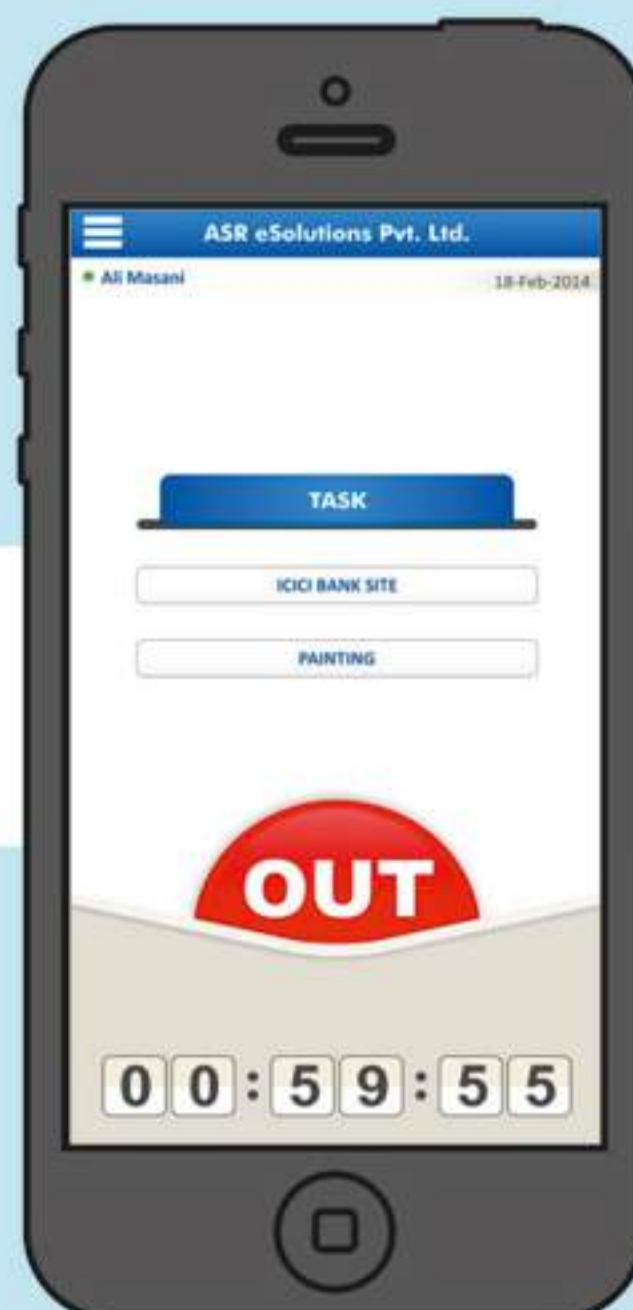 ASR eSolutions Pvt. Ltd.
Ali Masani
18-Feb-2014
TASK
ICICI BANK SITE
PAINTING
OUT
00:59:55